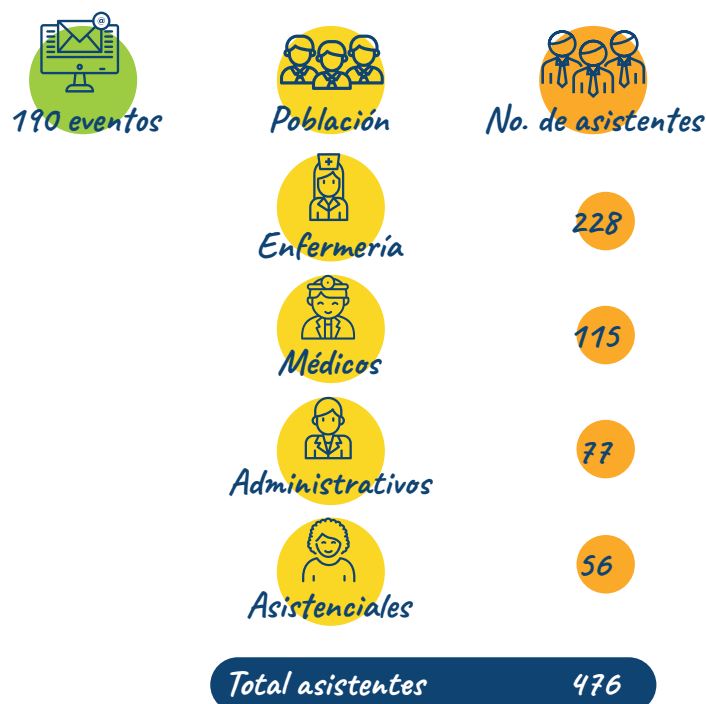 190 eventos
Población
No. de asistentes
Enfermería
228
Médicos
115
Administrativos
77
Asistenciales
56
Total asistentes 476